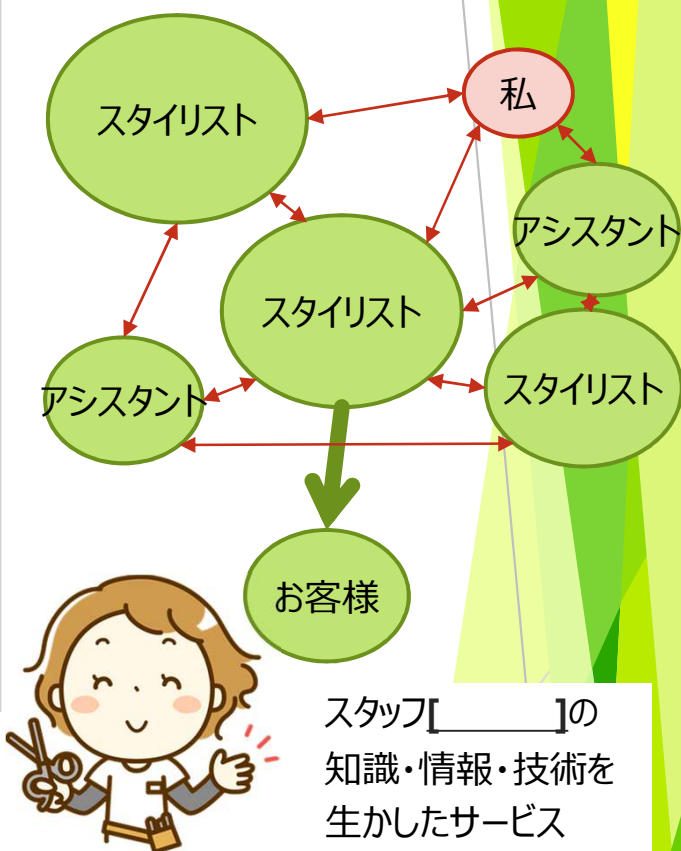 スタイリスト
私
アシスタント
スタイリスト
アシスタント
スタイリスト
お客様
スタッフ[________]の
知識・情報・技術を
生かしたサービス